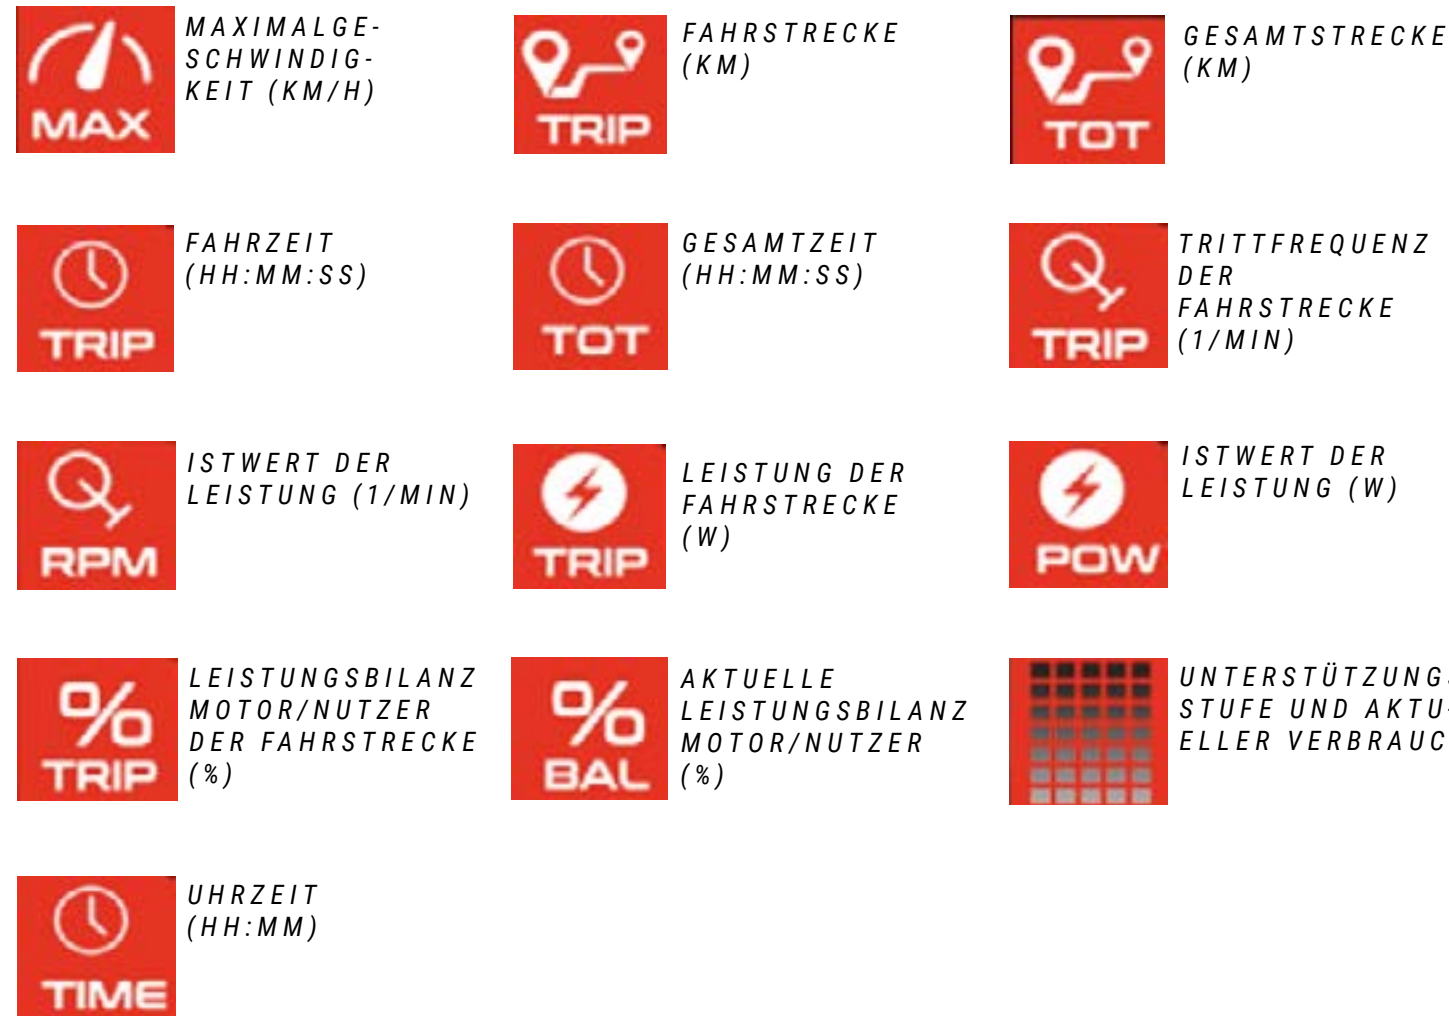 MAX
MAXIMALGE-
SCHWINDIG-
KEIT (KM/H)
TRIP
FAHRSTRECKE
(KM)
TOT
GESAMTSTRECKE
(KM)
TRIP
FAHRZEIT
(HH:MM:SS)
TOT
GESAMTZEIT
(HH:MM:SS)
TRIP
TRITTFREQUENZ
DER
FAHRSTRECKE
(1/MIN)
RPM
ISTWERT DER
LEISTUNG (1/MIN)
TRIP
LEISTUNG DER
FAHRSTRECKE
(W)
POW
ISTWERT DER
LEISTUNG (W)
%
TRIP
LEISTUNGSBILANZ
MOTOR/NUTZER
DER FAHRSTRECKE
(%)
%
BAL
AKTUELLE
LEISTUNGSBILANZ
MOTOR/NUTZER
(%)
UNTERSTÜTZUNGS
STUFE UND AKTU-
ELLER VERBRAUC
TIME
UHRZEIT
(HH:MM)